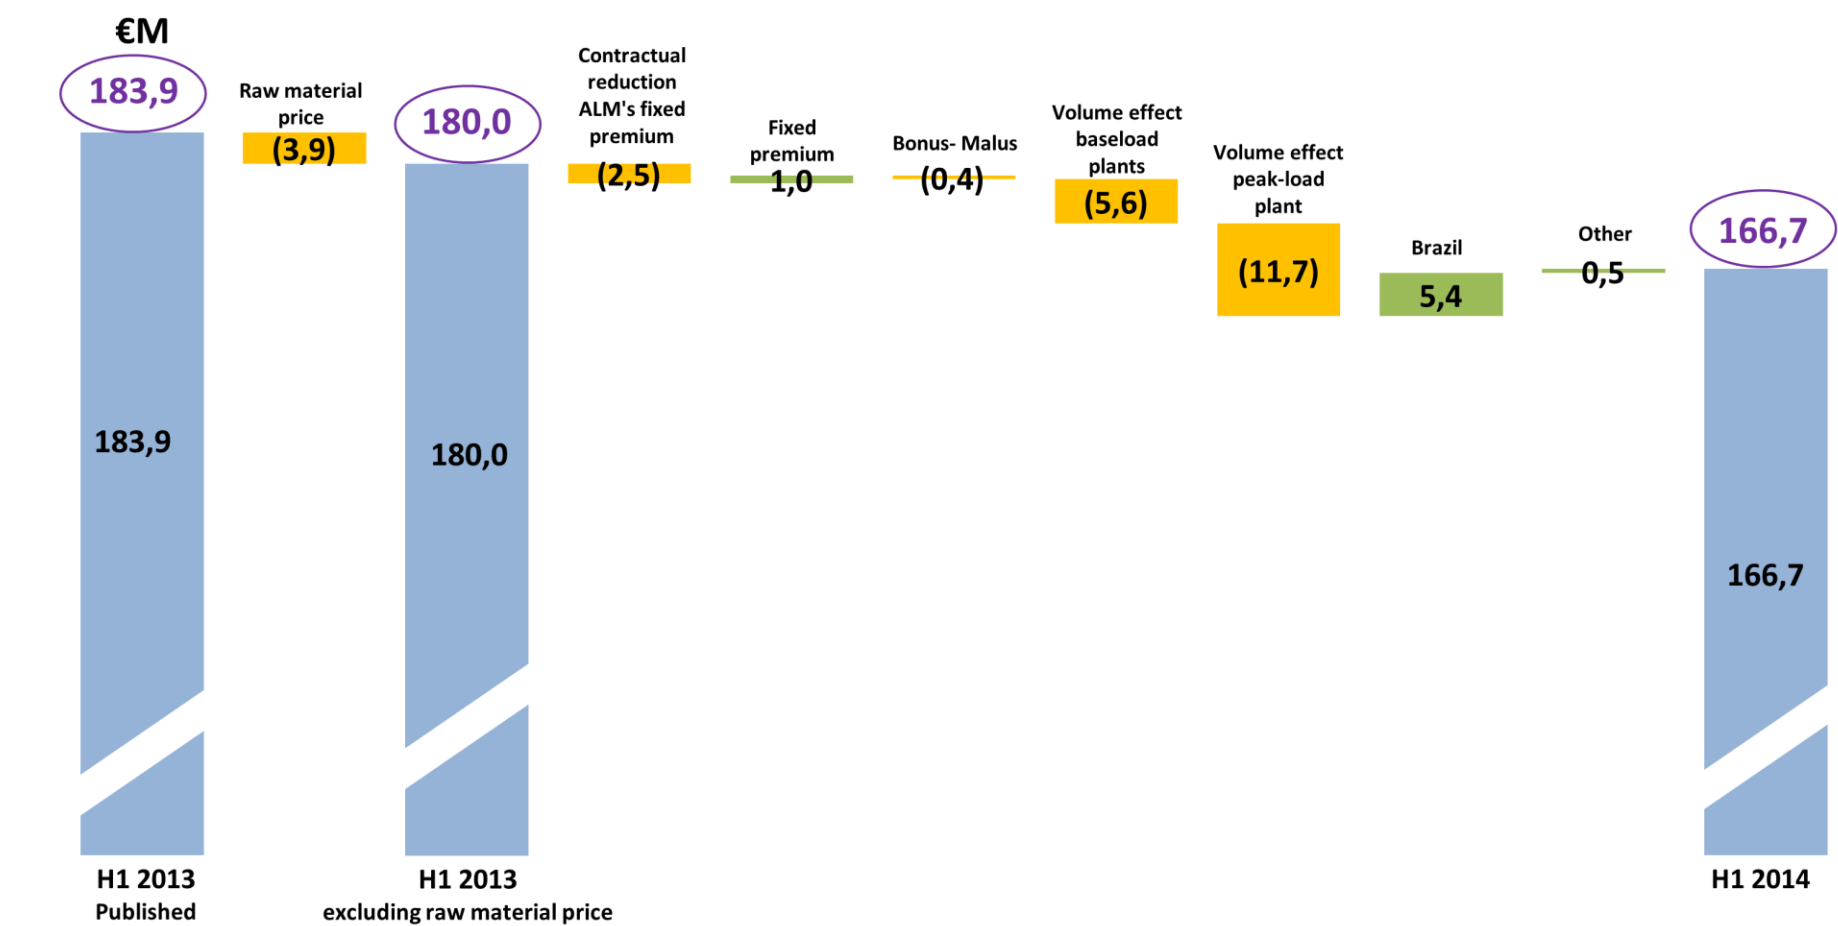 €M
183,9
Raw material
price
(3,9)
180,0
Contractual
reduction
ALM's fixed
premium
(2,5)
Fixed
premium
1,0
Bonus- Malus
(0,4)
Volume effect
baseload
plants
(5,6)
Volume effect
peak-load
plant
(11,7)
Brazil
5,4
Other
0,5
166,7
183,9
180,0
166,7
H1 2013
Published
H1 2013
excluding raw material price
H1 2014